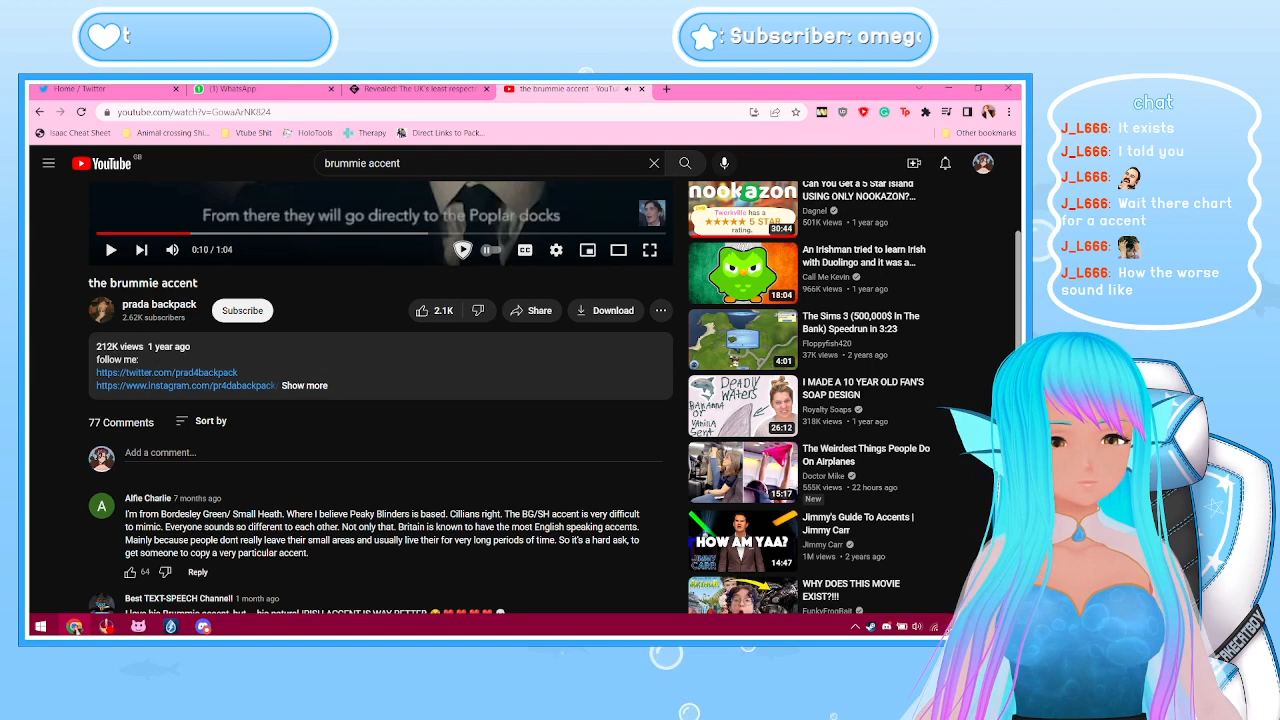 t
: Subscriber: omeg
Home / Twitter
(1) WhatsApp
Revealed: The UK's least respect
the brummie accent - YouTu
youtube.com/watch?v=GowaArNK824
Isaac Cheat Sheet
Animal crossing Shi...
Vtube Shit
HoloTools
Therapy
Direct Links to Pack...
Other bookmarks
YouTube GB
brummie accent
From there they will go directly to the Poplar docks
0:10 / 1:04
the brummie accent
prada backpack
2.62K subscribers
Subscribe
2.1K
Share
Download
212K views 1 year ago
follow me:
https://twitter.com/prad4backpack
https://www.instagram.com/pr4dabackpack/ Show more
77 Comments
Sort by
Add a comment...
A
Alfie Charlie 7 months ago
I'm from Bordesley Green/ Small Heath. Where I believe Peaky Blinders is based. Cillians right. The BG/SH accent is very difficult
to mimic. Everyone sounds so different to each other. Not only that. Britain is known to have the most English speaking accents.
Mainly because people dont really leave their small areas and usually live their for very long periods of time. So it's a hard ask, to
get someone to copy a very particular accent.
64
Reply
Best TEXT-SPEECH Channell 1 month ago
nookazon
Tworkville has a
★★★★★ 5 STAR
rating.
30:44
Can You Get a 5 Star Island
USING ONLY NOOKAZON?...
Dagnel
501K views • 1 year ago
18:04
An Irishman tried to learn Irish
with Duolingo and it was a...
Call Me Kevin
966K views • 1 year ago
4:01
The Sims 3 (500,000$ In The
Bank) Speedrun in 3:23
Floppyfish420
37K views • 2 years ago
DEADLY
WATERS
26:12
I MADE A 10 YEAR OLD FAN'S
SOAP DESIGN
Royalty Soaps
318K views • 1 year ago
15:17
The Weirdest Things People Do
On Airplanes
Doctor Mike
555K views • 22 hours ago
New
HOW AM YAA?
JIMMY
CARR
14:47
Jimmy's Guide To Accents |
Jimmy Carr
Jimmy Carr
1M views • 2 years ago
WHY DOES THIS MOVIE
EXIST?!!!
FunkyFrogBait
chat
J_L666: It exists
J_L666: I told you
J_L666:
J_L666: Wait there chart
for a accent
J_L666:
J_L666: How the worse
sound like